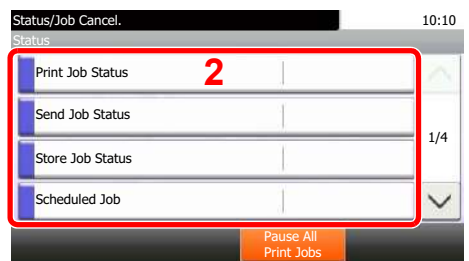 Status/Job Cancel. 10:10
Status
Print Job Status 2
Send Job Status
1/4
Store Job Status
Scheduled Job
Pause All
Print Jobs